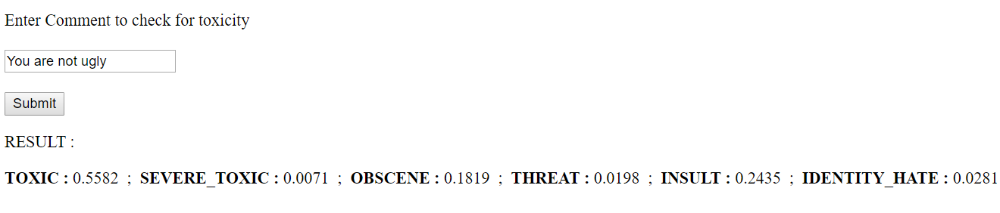 Enter Comment to check for toxicity
You are not ugly
Submit
RESULT :
TOXIC : 0.5582 ; SEVERE_TOXIC : 0.0071 ; OBSCENE : 0.1819 ; THREAT : 0.0198 ; INSULT : 0.2435 ; IDENTITY_HATE : 0.0281